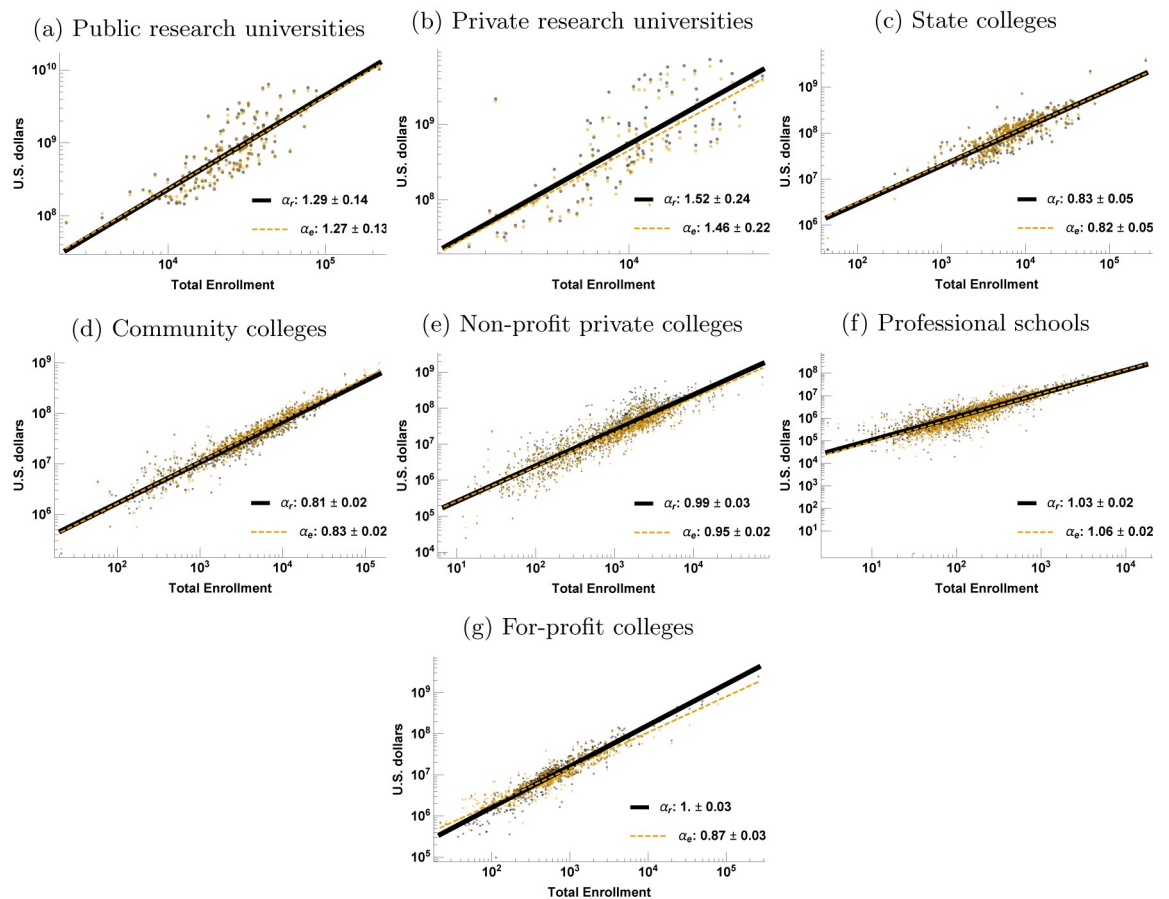 (a) Public research universities
(b) Private research universities
(c) State colleges
U.S. dollars
10^10
10^9
10^8
α_r: 1.29 ± 0.14
α_e: 1.27 ± 0.13
10^4
10^5
Total Enrollment
U.S. dollars
10^9
10^8
α_r: 1.52 ± 0.24
α_e: 1.46 ± 0.22
10^4
Total Enrollment
U.S. dollars
10^9
10^8
10^7
10^6
α_r: 0.83 ± 0.05
α_e: 0.82 ± 0.05
10^2
10^3
10^4
10^5
Total Enrollment
(d) Community colleges
(e) Non-profit private colleges
(f) Professional schools
U.S. dollars
10^9
10^8
10^7
10^6
α_r: 0.81 ± 0.02
α_e: 0.83 ± 0.02
10^2
10^3
10^4
10^5
Total Enrollment
U.S. dollars
10^9
10^8
10^7
10^6
10^5
10^4
α_r: 0.99 ± 0.03
α_e: 0.95 ± 0.02
10^1
10^2
10^3
10^4
Total Enrollment
U.S. dollars
10^8
10^7
10^6
10^5
10^4
10^3
10^2
10^1
α_r: 1.03 ± 0.02
α_e: 1.06 ± 0.02
10^1
10^2
10^3
10^4
Total Enrollment
(g) For-profit colleges
U.S. dollars
10^9
10^8
10^7
10^6
10^5
α_r: 1. ± 0.03
α_e: 0.87 ± 0.03
10^2
10^3
10^4
10^5
Total Enrollment